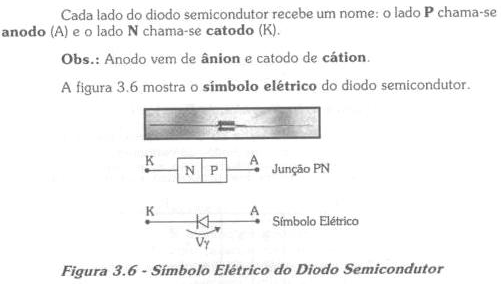 Cada lado do diodo semicondutor recebe um nome: o lado P chama-se
anodo (A) e o lado N chama-se catodo (K).
Obs.: Anodo vem de ânion e catodo de cátion.
A figura 3.6 mostra o símbolo elétrico do diodo semicondutor.
K N P A Junção PN
K A Símbolo Elétrico
Vγ
Figura 3.6 - Símbolo Elétrico do Diodo Semicondutor